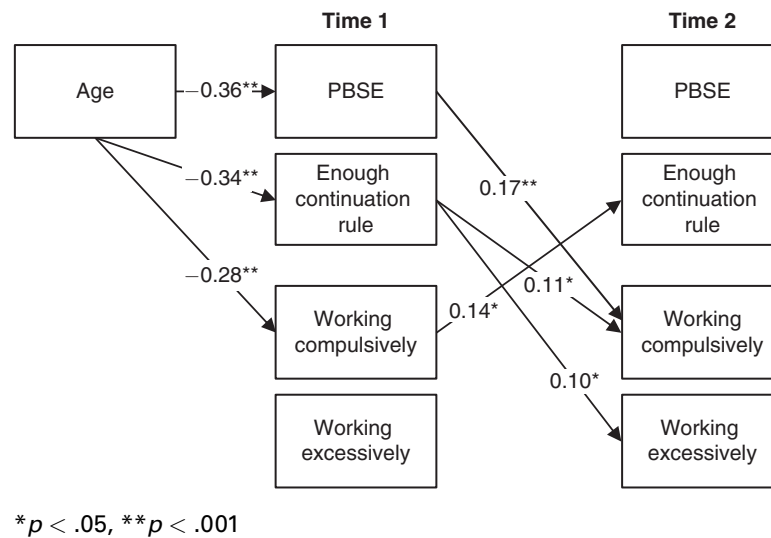 Time 1
Time 2
Age
−0.36**
PBSE
PBSE
−0.34**
Enough
continuation
rule
0.17**
Enough
continuation
rule
−0.28**
Working
compulsively
0.14*
0.11*
Working
compulsively
0.10*
Working
excessively
Working
excessively
*p < .05, **p < .001